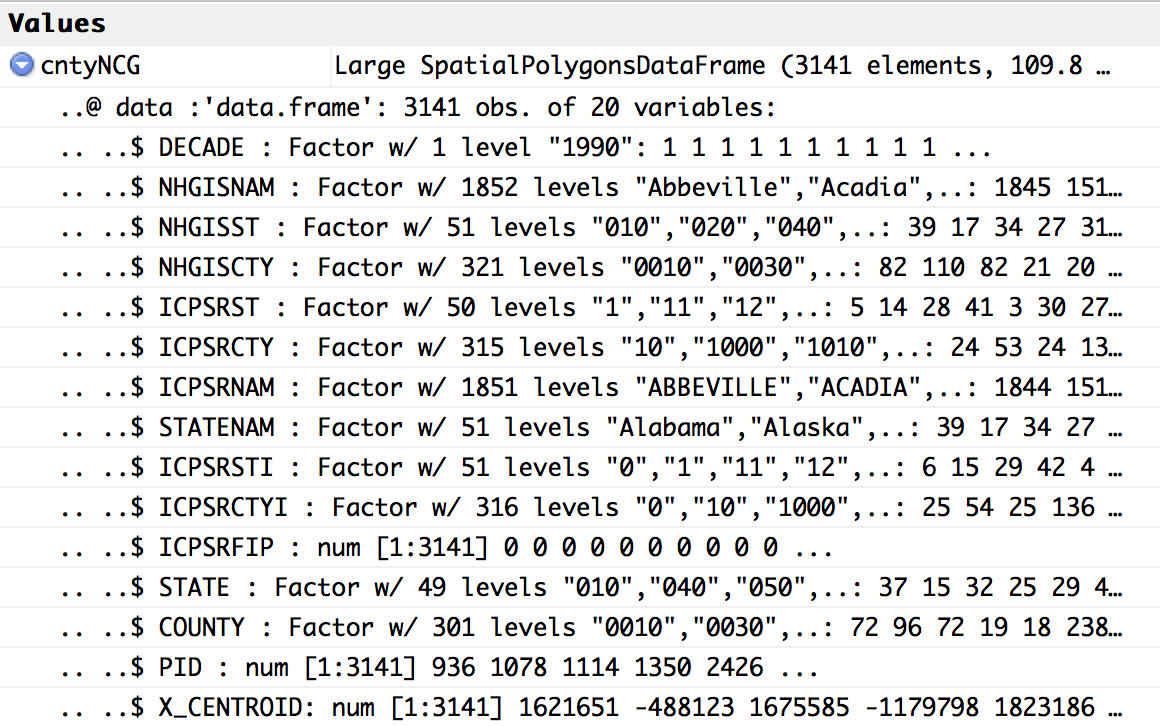 Values
cntyNCG Large SpatialPolygonsDataFrame (3141 elements, 109.8 …
..@ data :'data.frame': 3141 obs. of 20 variables:
.. ..$ DECADE : Factor w/ 1 level "1990": 1 1 1 1 1 1 1 1 1 1 ...
.. ..$ NHGISNAM : Factor w/ 1852 levels "Abbeville","Acadia",..: 1845 151…
.. ..$ NHGISST : Factor w/ 51 levels "010","020","040",..: 39 17 34 27 31…
.. ..$ NHGISCTY : Factor w/ 321 levels "0010","0030",..: 82 110 82 21 20 …
.. ..$ ICPSRST : Factor w/ 50 levels "1","11","12",..: 5 14 28 41 3 30 27…
.. ..$ ICPSRCTY : Factor w/ 315 levels "10","1000","1010",..: 24 53 24 13…
.. ..$ ICPSRNAM : Factor w/ 1851 levels "ABBEVILLE","ACADIA",..: 1844 151…
.. ..$ STATENAM : Factor w/ 51 levels "Alabama","Alaska",..: 39 17 34 27 …
.. ..$ ICPSRSTI : Factor w/ 51 levels "0","1","11","12",..: 6 15 29 42 4 …
.. ..$ ICPSRCTYI : Factor w/ 316 levels "0","10","1000",..: 25 54 25 136 …
.. ..$ ICPSRFIP : num [1:3141] 0 0 0 0 0 0 0 0 0 0 ...
.. ..$ STATE : Factor w/ 49 levels "010","040","050",..: 37 15 32 25 29 4…
.. ..$ COUNTY : Factor w/ 301 levels "0010","0030",..: 72 96 72 19 18 238…
.. ..$ PID : num [1:3141] 936 1078 1114 1350 2426 ...
.. ..$ X_CENTROID: num [1:3141] 1621651 -488123 1675585 -1179798 1823186 …